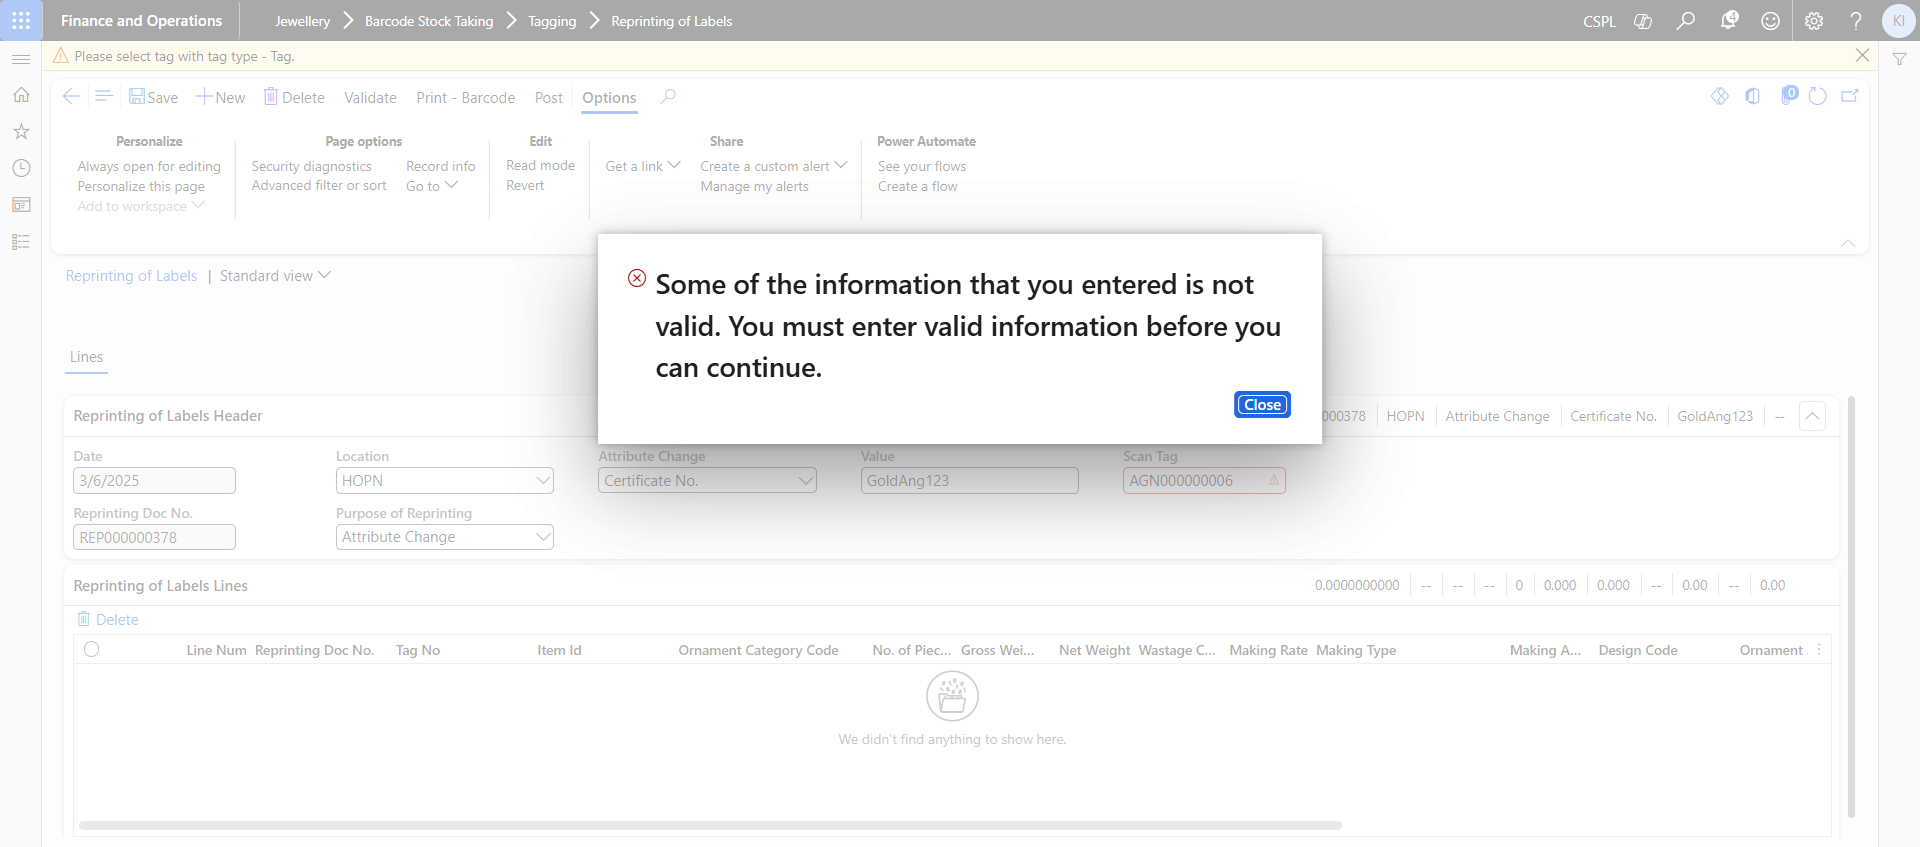 Finance and Operations
Jewellery
Barcode Stock Taking
Tagging
Reprinting of Labels
CSPL
4
KI
Please select tag with tag type - Tag.
Save
New
Delete
Validate
Print - Barcode
Post
Options
0
Personalize
Always open for editing
Personalize this page
Add to workspace
Page options
Security diagnostics
Advanced filter or sort
Record info
Go to
Edit
Read mode
Revert
Share
Get a link
Create a custom alert
Manage my alerts
Power Automate
See your flows
Create a flow
Reprinting of Labels | Standard view
Some of the information that you entered is not
valid. You must enter valid information before you
can continue.
Close
Lines
Reprinting of Labels Header
000378
HOPN
Attribute Change
Certificate No.
GoldAng123
--
Date
3/6/2025
Location
HOPN
Attribute Change
Certificate No.
Value
GoldAng123
Scan Tag
AGN000000006
Reprinting Doc No.
REP000000378
Purpose of Reprinting
Attribute Change
Reprinting of Labels Lines
0.0000000000 -- -- -- 0 0.000 0.000 -- 0.00 -- 0.00
Delete
Line Num Reprinting Doc No. Tag No Item Id Ornament Category Code No. of Piec... Gross Wei... Net Weight Wastage C... Making Rate Making Type Making A... Design Code Ornament
We didn't find anything to show here.